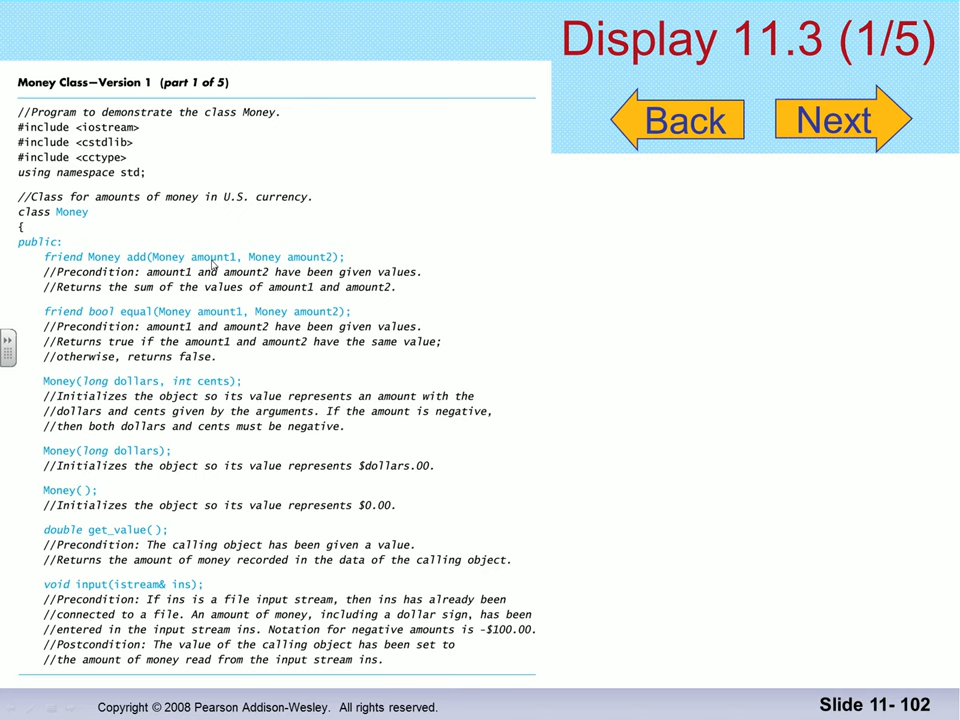 Display 11.3 (1/5)
Back
Next
Money Class—Version 1 (part 1 of 5)
//Program to demonstrate the class Money.
#include <iostream>
#include <cstdlib>
#include <cctype>
using namespace std;
//Class for amounts of money in U.S. currency.
class Money
{
public:
friend Money add(Money amount1, Money amount2);
//Precondition: amount1 and amount2 have been given values.
//Returns the sum of the values of amount1 and amount2.
friend bool equal(Money amount1, Money amount2);
//Precondition: amount1 and amount2 have been given values.
//Returns true if the amount1 and amount2 have the same value;
//otherwise, returns false.
Money(long dollars, int cents);
//Initializes the object so its value represents an amount with the
//dollars and cents given by the arguments. If the amount is negative,
//then both dollars and cents must be negative.
Money(long dollars);
//Initializes the object so its value represents $dollars.00.
Money( );
//Initializes the object so its value represents $0.00.
double get_value( );
//Precondition: The calling object has been given a value.
//Returns the amount of money recorded in the data of the calling object.
void input(istream& ins);
//Precondition: If ins is a file input stream, then ins has already been
//connected to a file. An amount of money, including a dollar sign, has been
//entered in the input stream ins. Notation for negative amounts is -$100.00.
//Postcondition: The value of the calling object has been set to
//the amount of money read from the input stream ins.
Copyright © 2008 Pearson Addison-Wesley. All rights reserved.
Slide 11- 102